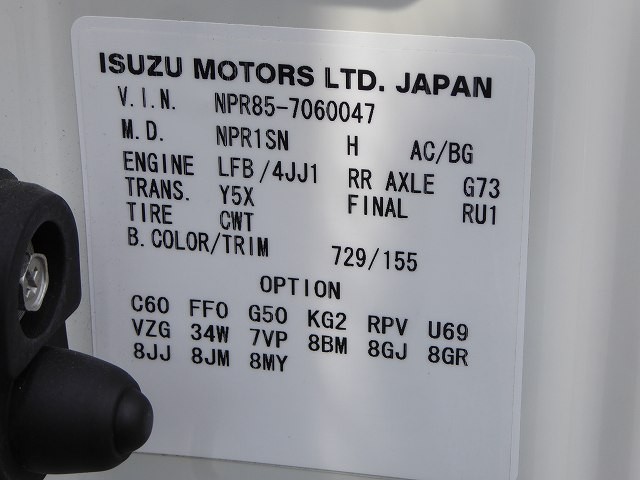 ISUZU MOTORS LTD. JAPAN
V.I.N. NPR85-7060047
M.D. NPR1SN H AC/BG
ENGINE LFB/4JJ1 RR AXLE G73
TRANS. Y5X FINAL RU1
TIRE CWT
B.COLOR/TRIM 729/155
OPTION
C60 FF0 G50 KG2 RPV U69
VZG 34W 7VP 8BM 8GJ 8GR
8JJ 8JM 8MY